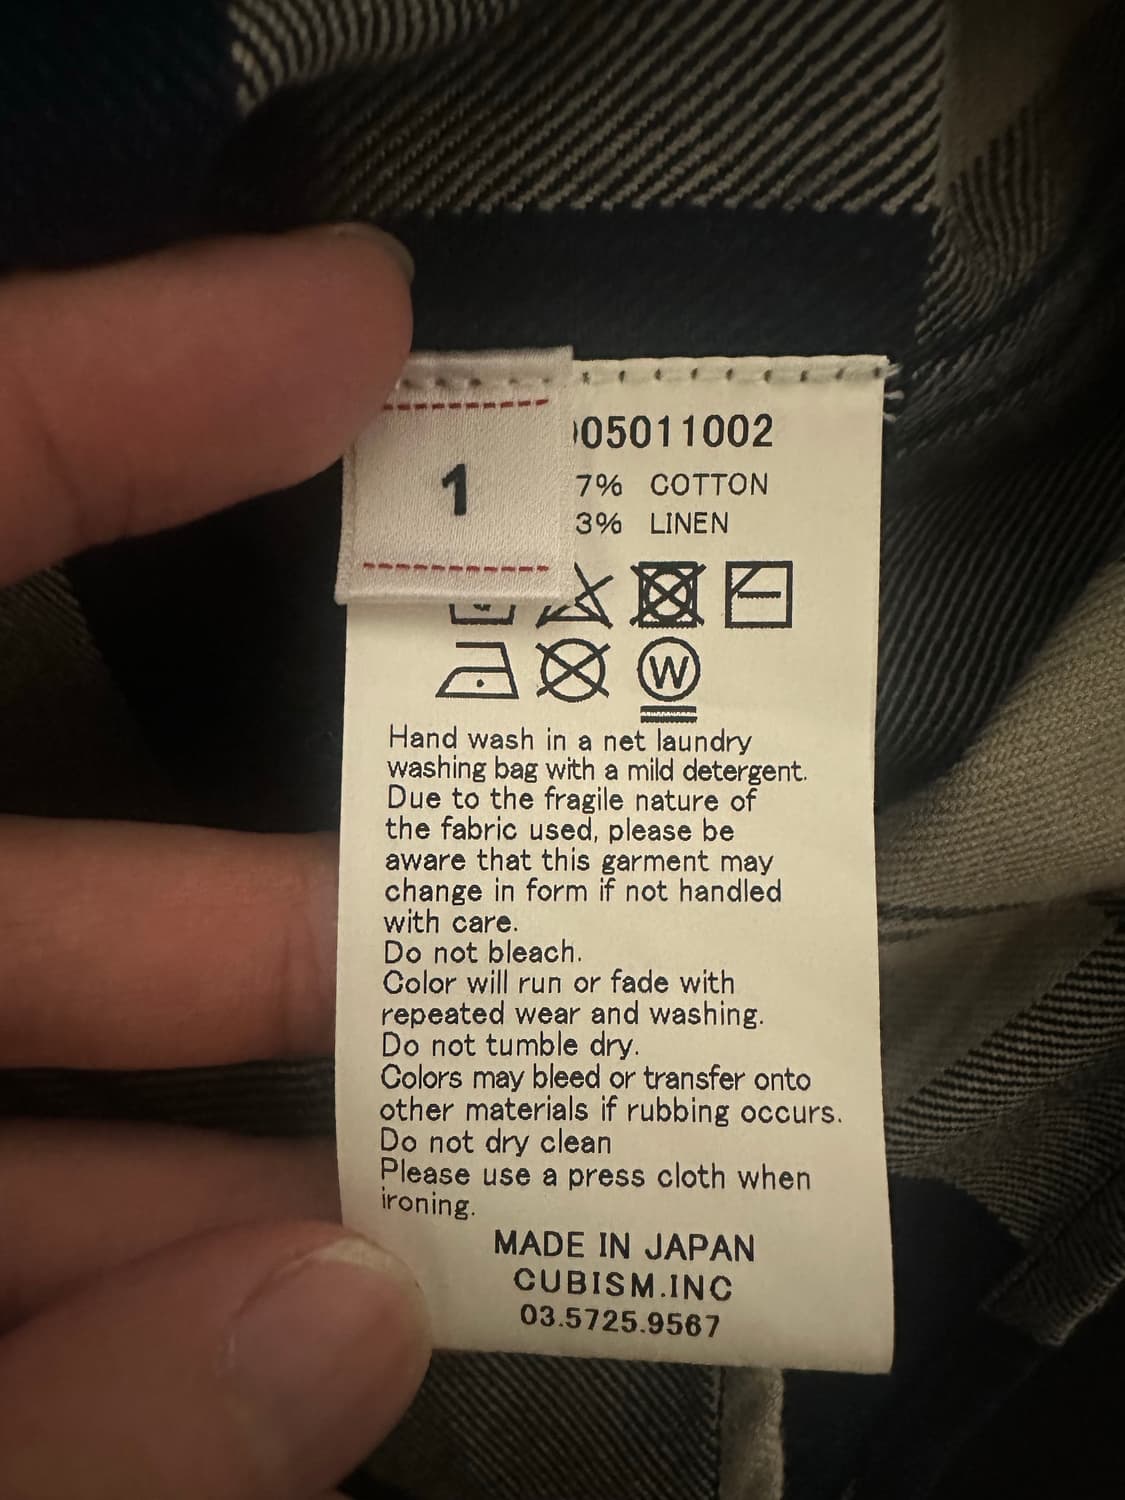 1
05011002
7% COTTON
3% LINEN
W
Hand wash in a net laundry
washing bag with a mild detergent.
Due to the fragile nature of
the fabric used, please be
aware that this garment may
change in form if not handled
with care.
Do not bleach.
Color will run or fade with
repeated wear and washing.
Do not tumble dry.
Colors may bleed or transfer onto
other materials if rubbing occurs.
Do not dry clean
Please use a press cloth when
ironing.
MADE IN JAPAN
CUBISM.INC
03.5725.9567